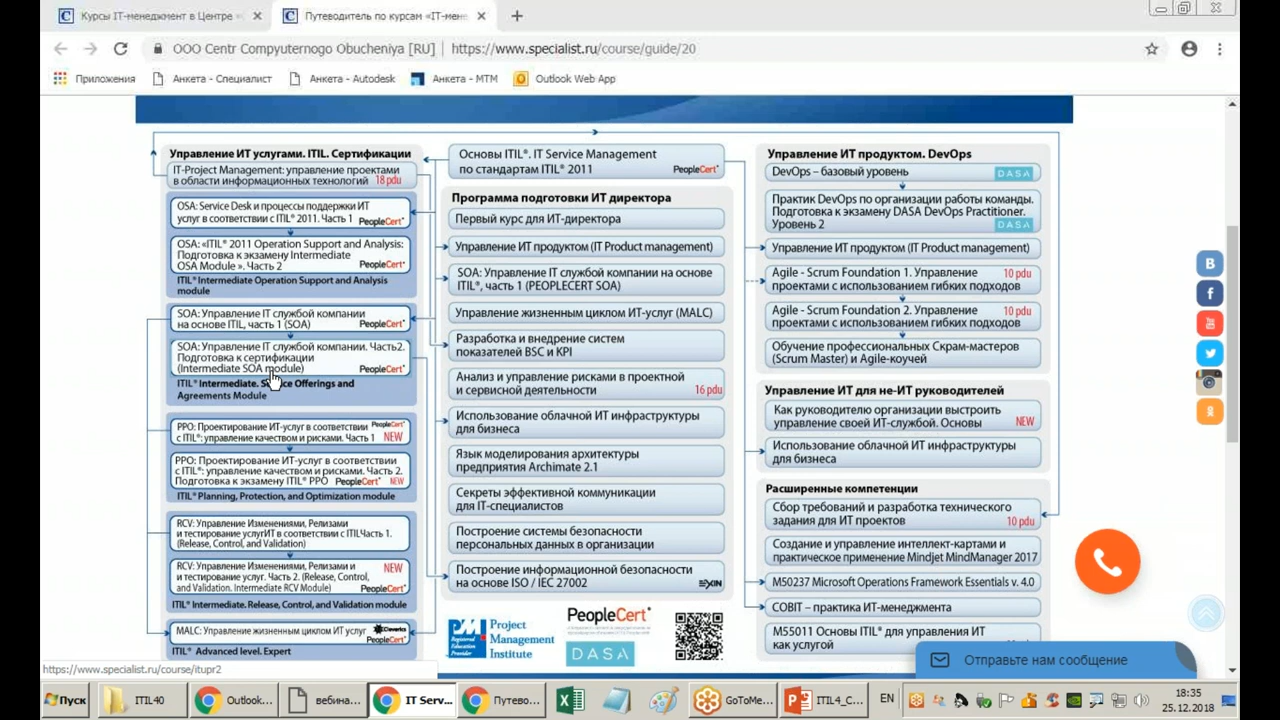 Курсы IT-менеджмент в Центре «
Путеводитель по курсам «IT-мене
ООО Centr Compyuternogo Obucheniya [RU] | https://www.specialist.ru/course/guide/20
Приложения
Анкета - Специалист
Анкета - Autodesk
Анкета - МТМ
Outlook Web App
Управление ИТ услугами. ITIL. Сертификации
IT-Project Management: управление проектами
в области информационных технологий 18 pdu
OSA: Service Desk и процессы поддержки ИТ
услуг в соответствии с ITIL® 2011. Часть 1 PeopleCert
OSA: «ITIL® 2011 Operation Support and Analysis:
Подготовка к экзамену Intermediate
OSA Module ». Часть 2 PeopleCert
ITIL® Intermediate Operation Support and Analysis
module
SOA: Управление IT службой компании
на основе ITIL, часть 1 (SOA) PeopleCert
SOA: Управление IT службой компании. Часть2.
Подготовка к сертификации
(Intermediate SOA module) PeopleCert
ITIL® Intermediate. Service Offerings and
Agreements Module
PPO: Проектирование ИТ-услуг в соответствии PeopleCert
с ITIL®: управление качеством и рисками. Часть 1 NEW
PPO: Проектирование ИТ-услуг в соответствии
с ITIL®: управление качеством и рисками. Часть 2.
Подготовка к экзамену ITIL® PPO PeopleCert NEW
ITIL® Planning, Protection, and Optimization module
RCV: Управление Изменениями, Релизами
и тестирование услугИТ в соответствии с ITILЧасть 1.
(Release, Control, and Validation)
RCV: Управление Изменениями, Релизами NEW
и и тестирование услуг. Часть 2. (Release, Control,
and Validation. Intermediate RCV Module) PeopleCert
ITIL® Intermediate. Release, Control, and Validation module
MALC: Управление жизненным циклом ИТ услуг
PeopleCert
ITIL® Advanced level. Expert
Основы ITIL®. IT Service Management
по стандартам ITIL® 2011 PeopleCert
Программа подготовки ИТ директора
Первый курс для ИТ-директора
Управление ИТ продуктом (IT Product management)
SOA: Управление IT службой компании на основе
ITIL®, часть 1 (PEOPLECERT SOA)
Управление жизненным циклом ИТ-услуг (MALC)
Разработка и внедрение систем
показателей BSC и KPI
Анализ и управление рисками в проектной
и сервисной деятельности 16 pdu
Использование облачной ИТ инфраструктуры
для бизнеса
Язык моделирования архитектуры
предприятия Archimate 2.1
Секреты эффективной коммуникации
для IT-специалистов
Построение системы безопасности
персональных данных в организации
Построение информационной безопасности
на основе ISO / IEC 27002 EXIN
PMI Project
Management
Institute
PeopleCert
DASA
Управление ИТ продуктом. DevOps
DevOps – базовый уровень DASA
Практик DevOps по организации работы команды.
Подготовка к экзамену DASA DevOps Practitioner.
Уровень 2 DASA
Управление ИТ продуктом (IT Product management)
Agile - Scrum Foundation 1. Управление 10 pdu
проектами с использованием гибких подходов
Agile - Scrum Foundation 2. Управление 10 pdu
проектами с использованием гибких подходов
Обучение профессиональных Скрам-мастеров
(Scrum Master) и Agile-коучей
Управление ИТ для не-ИТ руководителей
Как руководителю организации выстроить
управление своей ИТ-службой. Основы NEW
Использование облачной ИТ инфраструктуры
для бизнеса
Расширенные компетенции
Сбор требований и разработка технического
задания для ИТ проектов 10 pdu
Создание и управление интеллект-картами и
практическое применение Mindjet MindManager 2017
M50237 Microsoft Operations Framework Essentials v. 4.0
COBIT – практика ИТ-менеджмента
M55011 Основы ITIL® для управления ИТ
как услугой
Отправьте нам сообщение
https://www.specialist.ru/course/itupr2
Пуск
ITIL40
Outlook...
вебина...
IT Serv...
Путево...
GoToMe...
ITIL4_C...
EN
18:35
25.12.2018